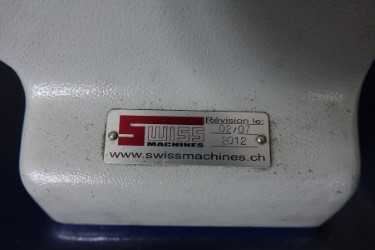 SWISS
MACHINES
Révision le:
02/07
2012
www.swissmachines.ch